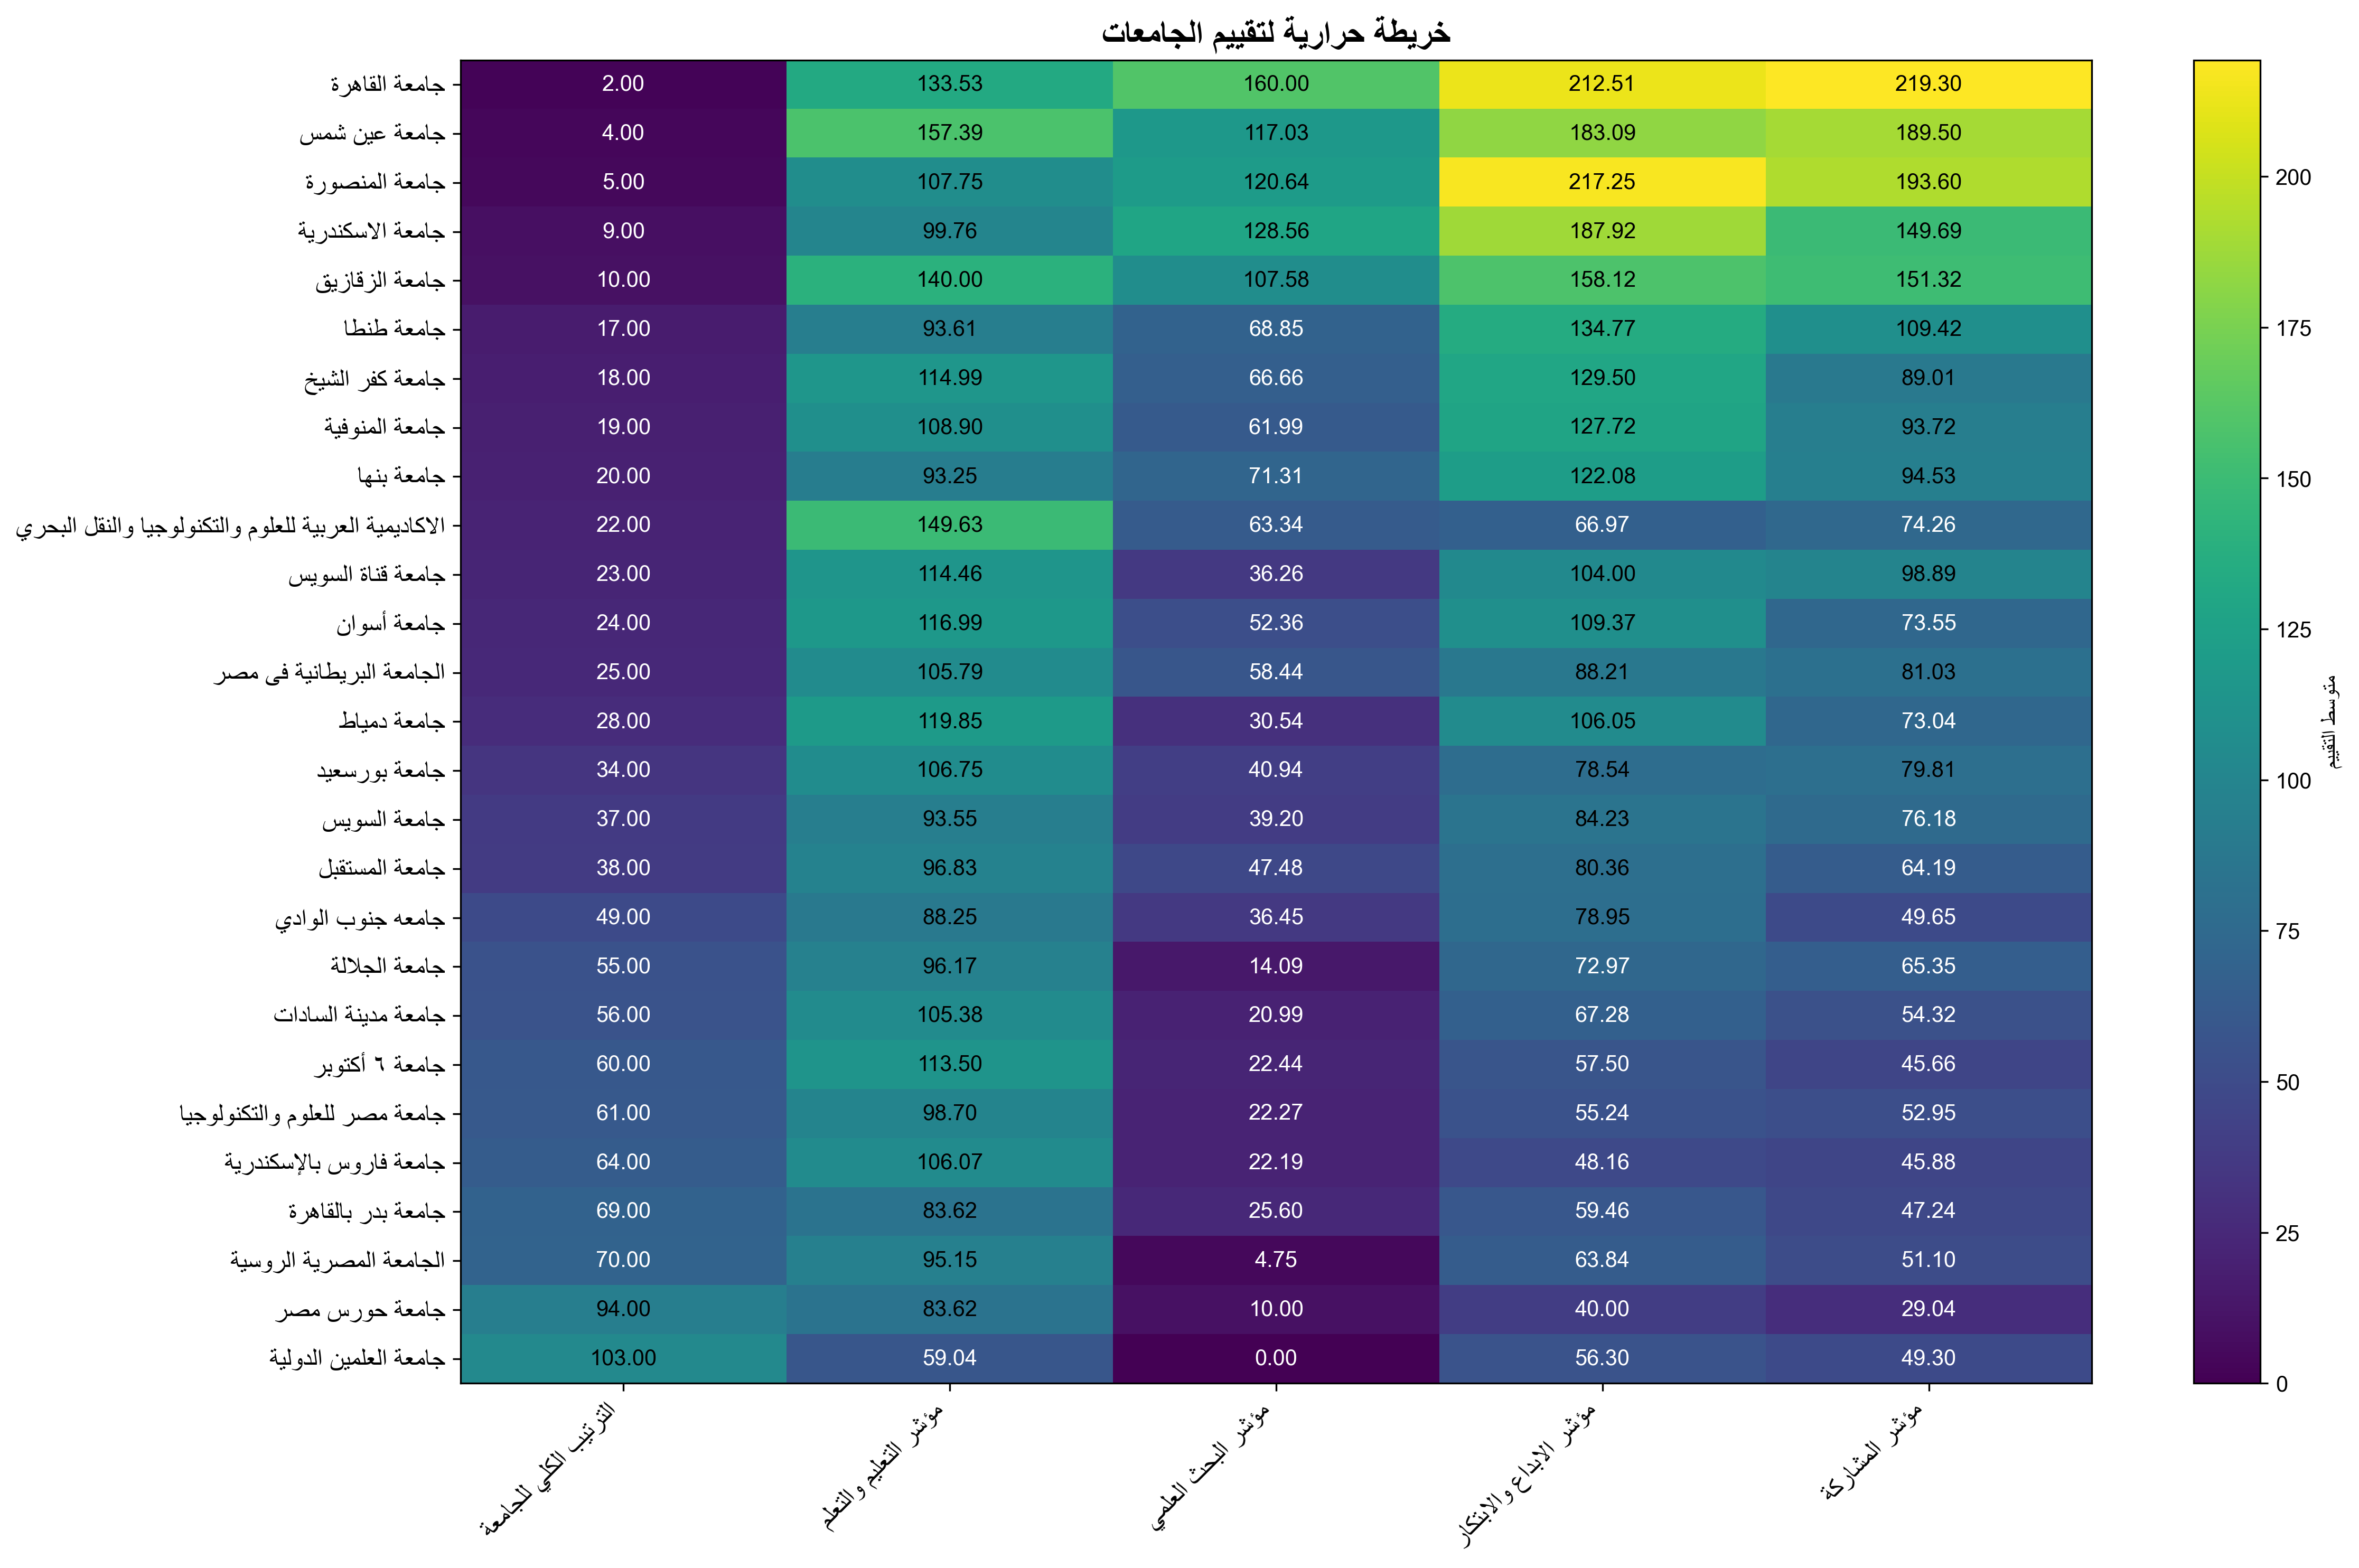 خريطة حرارية لتقييم الجامعات
جامعة القاهرة 2.00 133.53 160.00 212.51 219.30
جامعة عين شمس 4.00 157.39 117.03 183.09 189.50
جامعة المنصورة 5.00 107.75 120.64 217.25 193.60
جامعة الاسكندرية 9.00 99.76 128.56 187.92 149.69
جامعة الزقازيق 10.00 140.00 107.58 158.12 151.32
جامعة طنطا 17.00 93.61 68.85 134.77 109.42
جامعة كفر الشيخ 18.00 114.99 66.66 129.50 89.01
جامعة المنوفية 19.00 108.90 61.99 127.72 93.72
جامعة بنها 20.00 93.25 71.31 122.08 94.53
الاكاديمية العربية للعلوم والتكنولوجيا والنقل البحري 22.00 149.63 63.34 66.97 74.26
جامعة قناة السويس 23.00 114.46 36.26 104.00 98.89
جامعة أسوان 24.00 116.99 52.36 109.37 73.55
الجامعة البريطانية فى مصر 25.00 105.79 58.44 88.21 81.03
جامعة دمياط 28.00 119.85 30.54 106.05 73.04
جامعة بورسعيد 34.00 106.75 40.94 78.54 79.81
جامعة السويس 37.00 93.55 39.20 84.23 76.18
جامعة المستقبل 38.00 96.83 47.48 80.36 64.19
جامعه جنوب الوادي 49.00 88.25 36.45 78.95 49.65
جامعة الجلالة 55.00 96.17 14.09 72.97 65.35
جامعة مدينة السادات 56.00 105.38 20.99 67.28 54.32
جامعة ٦ أكتوبر 60.00 113.50 22.44 57.50 45.66
جامعة مصر للعلوم والتكنولوجيا 61.00 98.70 22.27 55.24 52.95
جامعة فاروس بالإسكندرية 64.00 106.07 22.19 48.16 45.88
جامعة بدر بالقاهرة 69.00 83.62 25.60 59.46 47.24
الجامعة المصرية الروسية 70.00 95.15 4.75 63.84 51.10
جامعة حورس مصر 94.00 83.62 10.00 40.00 29.04
جامعة العلمين الدولية 103.00 59.04 0.00 56.30 49.30
الترتيب الكلي للجامعة
مؤشر التعليم والتعلم
مؤشر البحث العلمي
مؤشر الابداع والابتكار
مؤشر المشاركة
200
175
150
125
100
75
50
25
0
متوسط التقييم